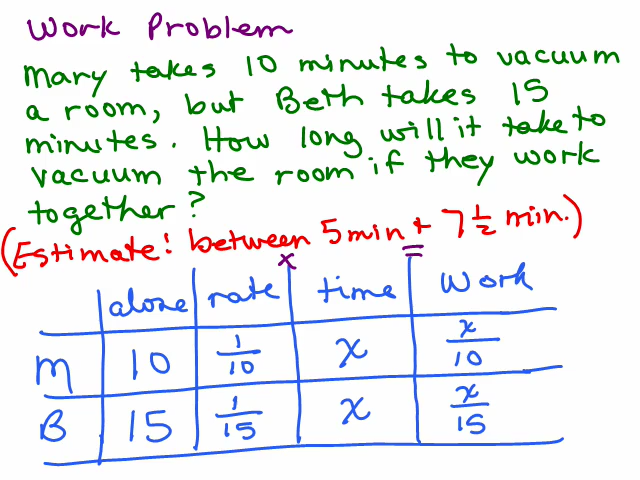 Work Problem
Mary takes 10 minutes to vacuum
a room, but Beth takes 15
minutes. How long will it take to
vacuum the room if they work
together?
(Estimate! between 5 min + 7 1/2 min.)
x =
alone rate time Work
M 10 1/10 x x/10
B 15 1/15 x x/15